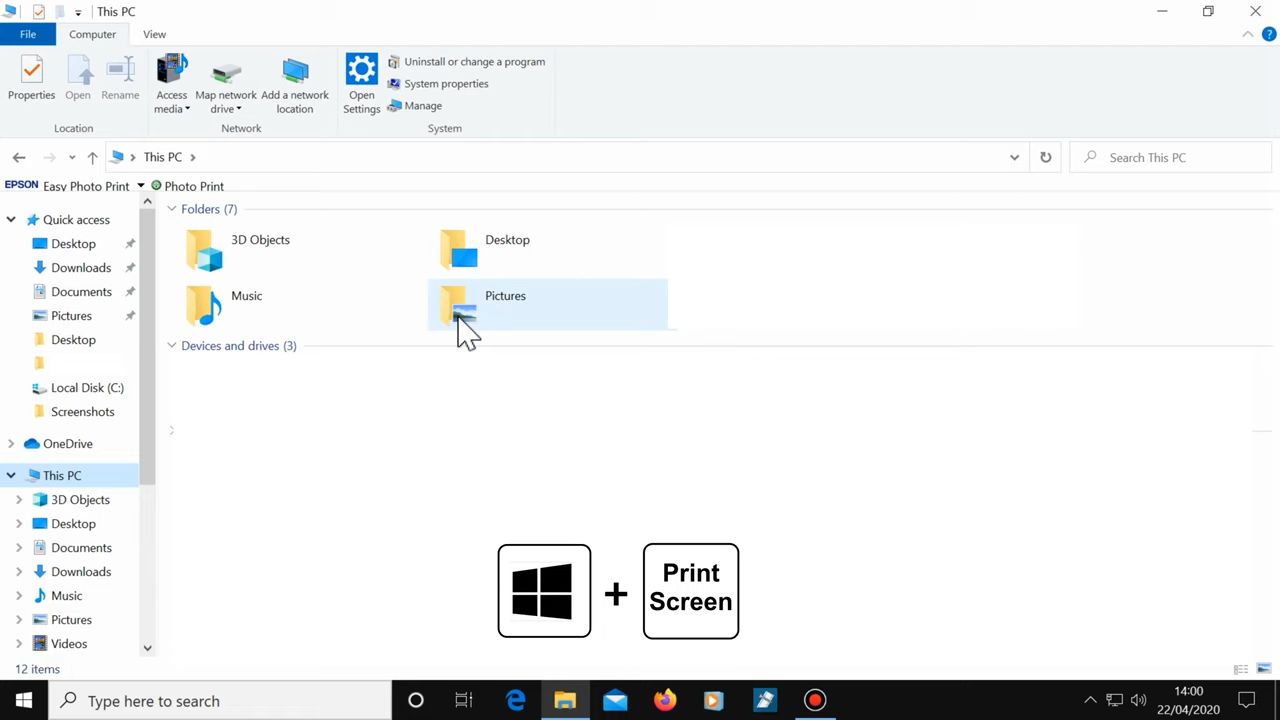 This PC
File Computer View
Properties Open Rename Access media Map network drive Add a network location Open Settings Uninstall or change a program
System properties
Manage
Location Network System
This PC Search This PC
EPSON Easy Photo Print Photo Print
Quick access
Desktop
Downloads
Documents
Pictures
Desktop
Local Disk (C:)
Screenshots
OneDrive
This PC
3D Objects
Desktop
Documents
Downloads
Music
Pictures
Videos
Folders (7)
3D Objects Desktop
Music Pictures
Devices and drives (3)
+ Print
Screen
12 items
Type here to search
14:00
22/04/2020